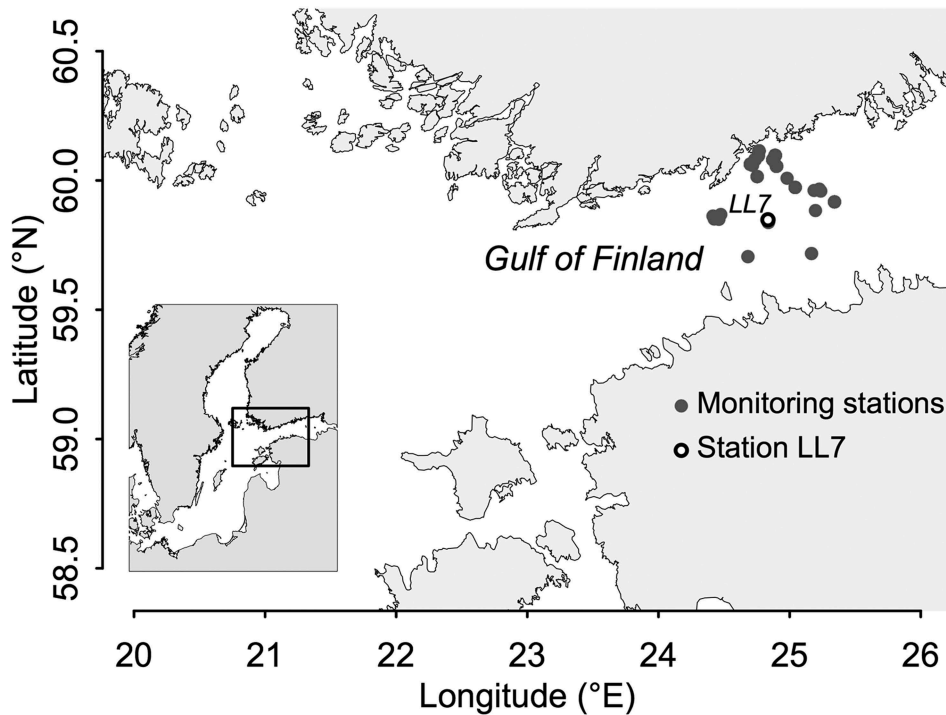 60.5
60.0
59.5
59.0
58.5
Latitude (°N)
LL7
Gulf of Finland
Monitoring stations
Station LL7
20 21 22 23 24 25 26
Longitude (°E)